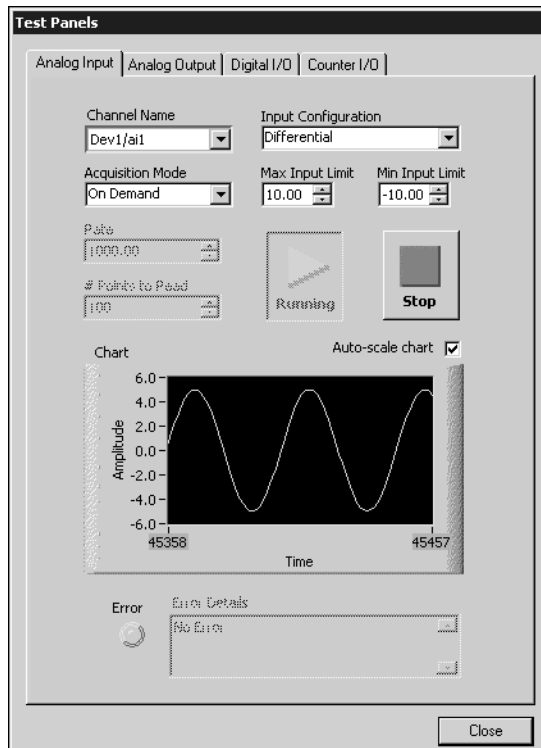 Test Panels
Analog Input Analog Output Digital I/O Counter I/O
Channel Name Input Configuration
Dev1/ai1 Differential
Acquisition Mode Max Input Limit Min Input Limit
On Demand 10.00 -10.00
Rate
1000.00
# Points to Read
100
Running Stop
Chart Auto-scale chart
6.0
4.0
2.0
0.0
-2.0
-4.0
-6.0
Amplitude
45358 45457
Time
Error Error Details
No Error
Close